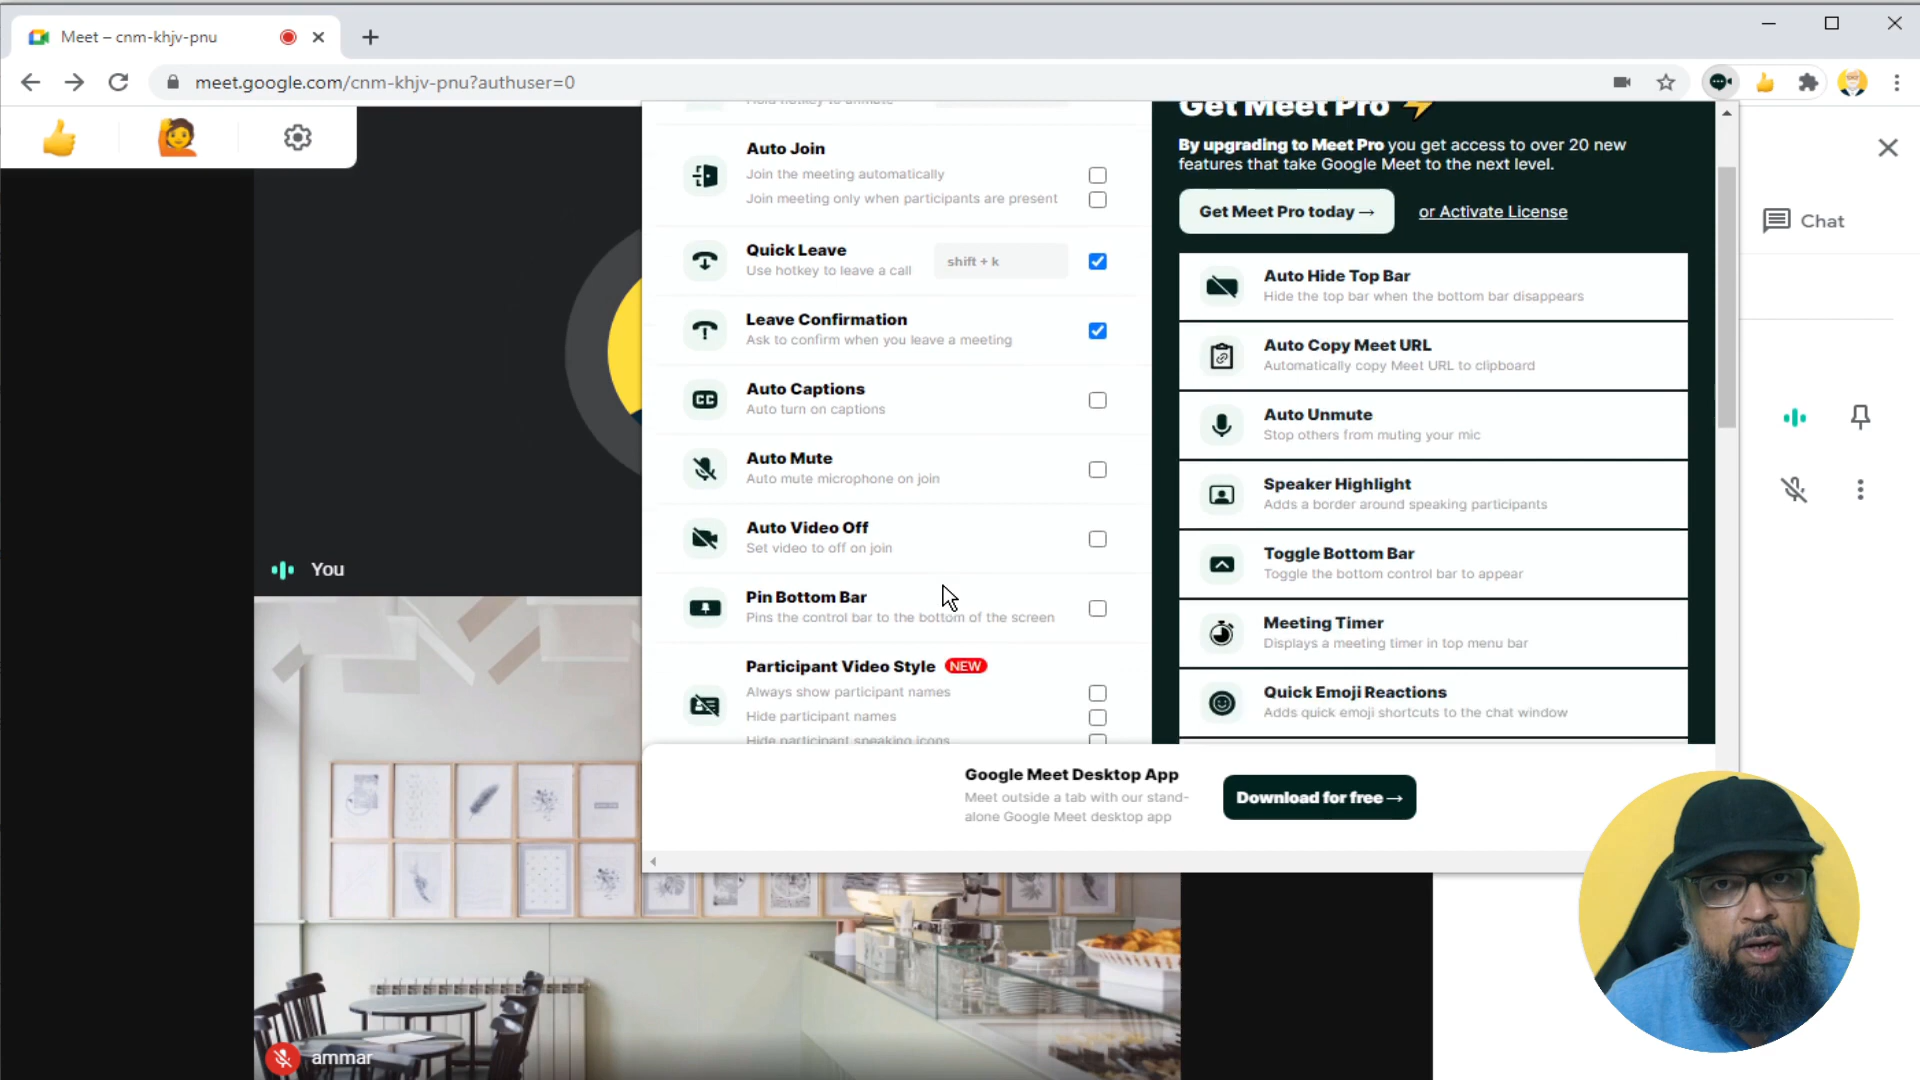 Meet – cnm-khjv-pnu
meet.google.com/cnm-khjv-pnu?authuser=0
Hold hotkey to unmute
Auto Join
Join the meeting automatically
Join meeting only when participants are present
Quick Leave
Use hotkey to leave a call
shift + k
Leave Confirmation
Ask to confirm when you leave a meeting
CC
Auto Captions
Auto turn on captions
Auto Mute
Auto mute microphone on join
Auto Video Off
Set video to off on join
Pin Bottom Bar
Pins the control bar to the bottom of the screen
Participant Video Style NEW
Always show participant names
Hide participant names
Hide participant speaking icons
Get Meet Pro ⚡
By upgrading to Meet Pro you get access to over 20 new
features that take Google Meet to the next level.
Get Meet Pro today →
or Activate License
Auto Hide Top Bar
Hide the top bar when the bottom bar disappears
Auto Copy Meet URL
Automatically copy Meet URL to clipboard
Auto Unmute
Stop others from muting your mic
Speaker Highlight
Adds a border around speaking participants
Toggle Bottom Bar
Toggle the bottom control bar to appear
Meeting Timer
Displays a meeting timer in top menu bar
Quick Emoji Reactions
Adds quick emoji shortcuts to the chat window
Google Meet Desktop App
Meet outside a tab with our stand-
alone Google Meet desktop app
Download for free →
Chat
You
ammar